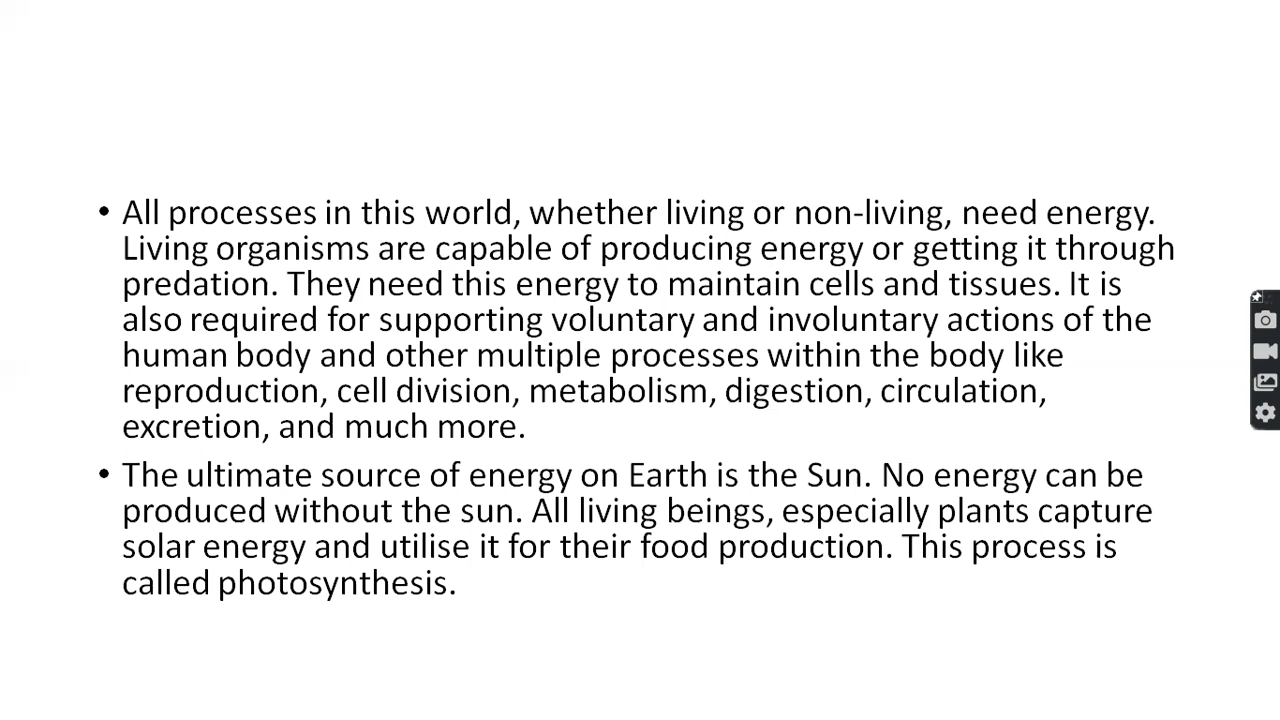 • All processes in this world, whether living or non-living, need energy.
Living organisms are capable of producing energy or getting it through
predation. They need this energy to maintain cells and tissues. It is
also required for supporting voluntary and involuntary actions of the
human body and other multiple processes within the body like
reproduction, cell division, metabolism, digestion, circulation,
excretion, and much more.
• The ultimate source of energy on Earth is the Sun. No energy can be
produced without the sun. All living beings, especially plants capture
solar energy and utilise it for their food production. This process is
called photosynthesis.